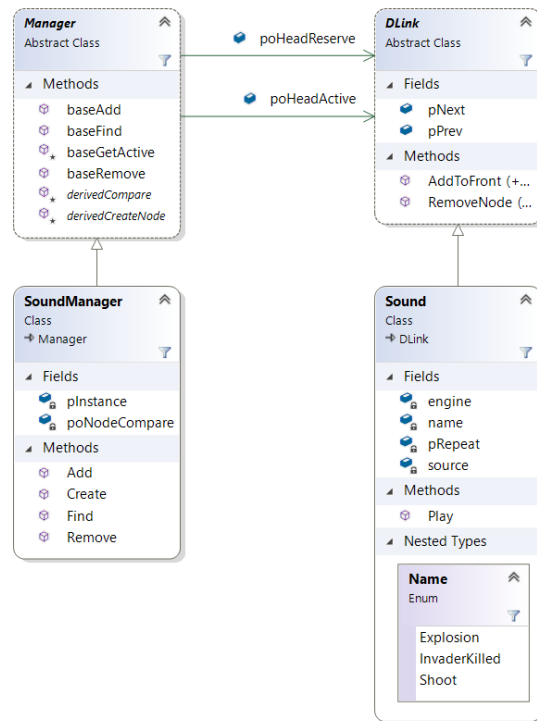 Manager
Abstract Class
Methods
baseAdd
baseFind
baseGetActive
baseRemove
derivedCompare
derivedCreateNode
poHeadReserve
poHeadActive
DLink
Abstract Class
Fields
pNext
pPrev
Methods
AddToFront (+...
RemoveNode (...
SoundManager
Class
Manager
Fields
pInstance
poNodeCompare
Methods
Add
Create
Find
Remove
Sound
Class
DLink
Fields
engine
name
pRepeat
source
Methods
Play
Nested Types
Name
Enum
Explosion
InvaderKilled
Shoot